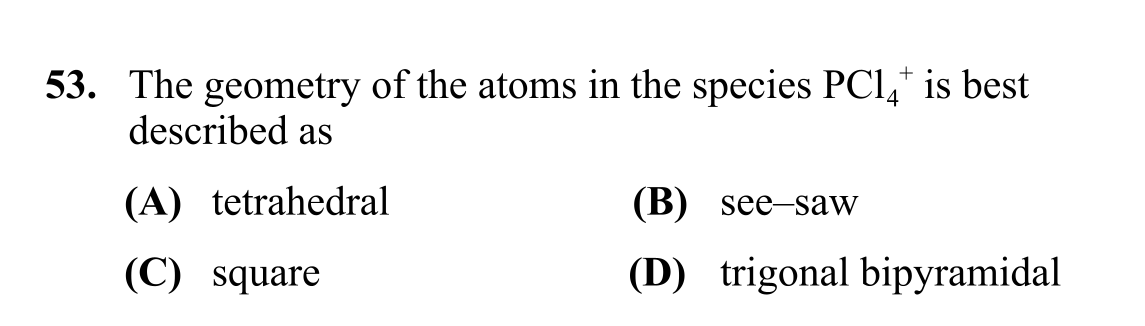 53. The geometry of the atoms in the species PCl₄⁺ is best
described as
(A) tetrahedral (B) see–saw
(C) square (D) trigonal bipyramidal